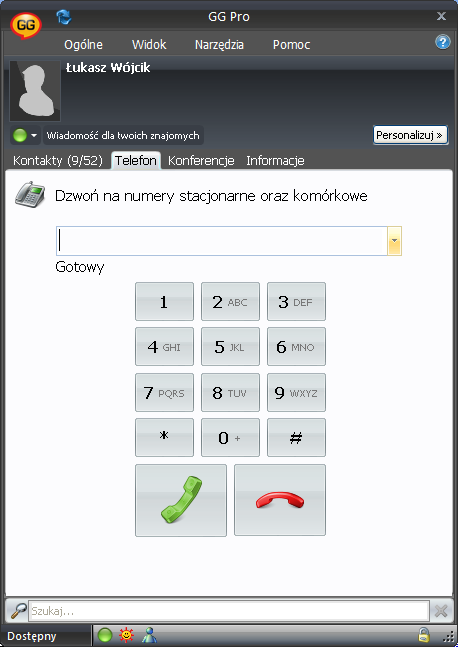 GG Pro
GG
Ogólne Widok Narzędzia Pomoc
Łukasz Wójcik
Wiadomość dla twoich znajomych
Personalizuj »
Kontakty (9/52) Telefon Konferencje Informacje
Dzwoń na numery stacjonarne oraz komórkowe
Gotowy
1 2 ABC 3 DEF
4 GHI 5 JKL 6 MNO
7 PQRS 8 TUV 9 WXYZ
* 0 + #
Szukaj...
Dostępny